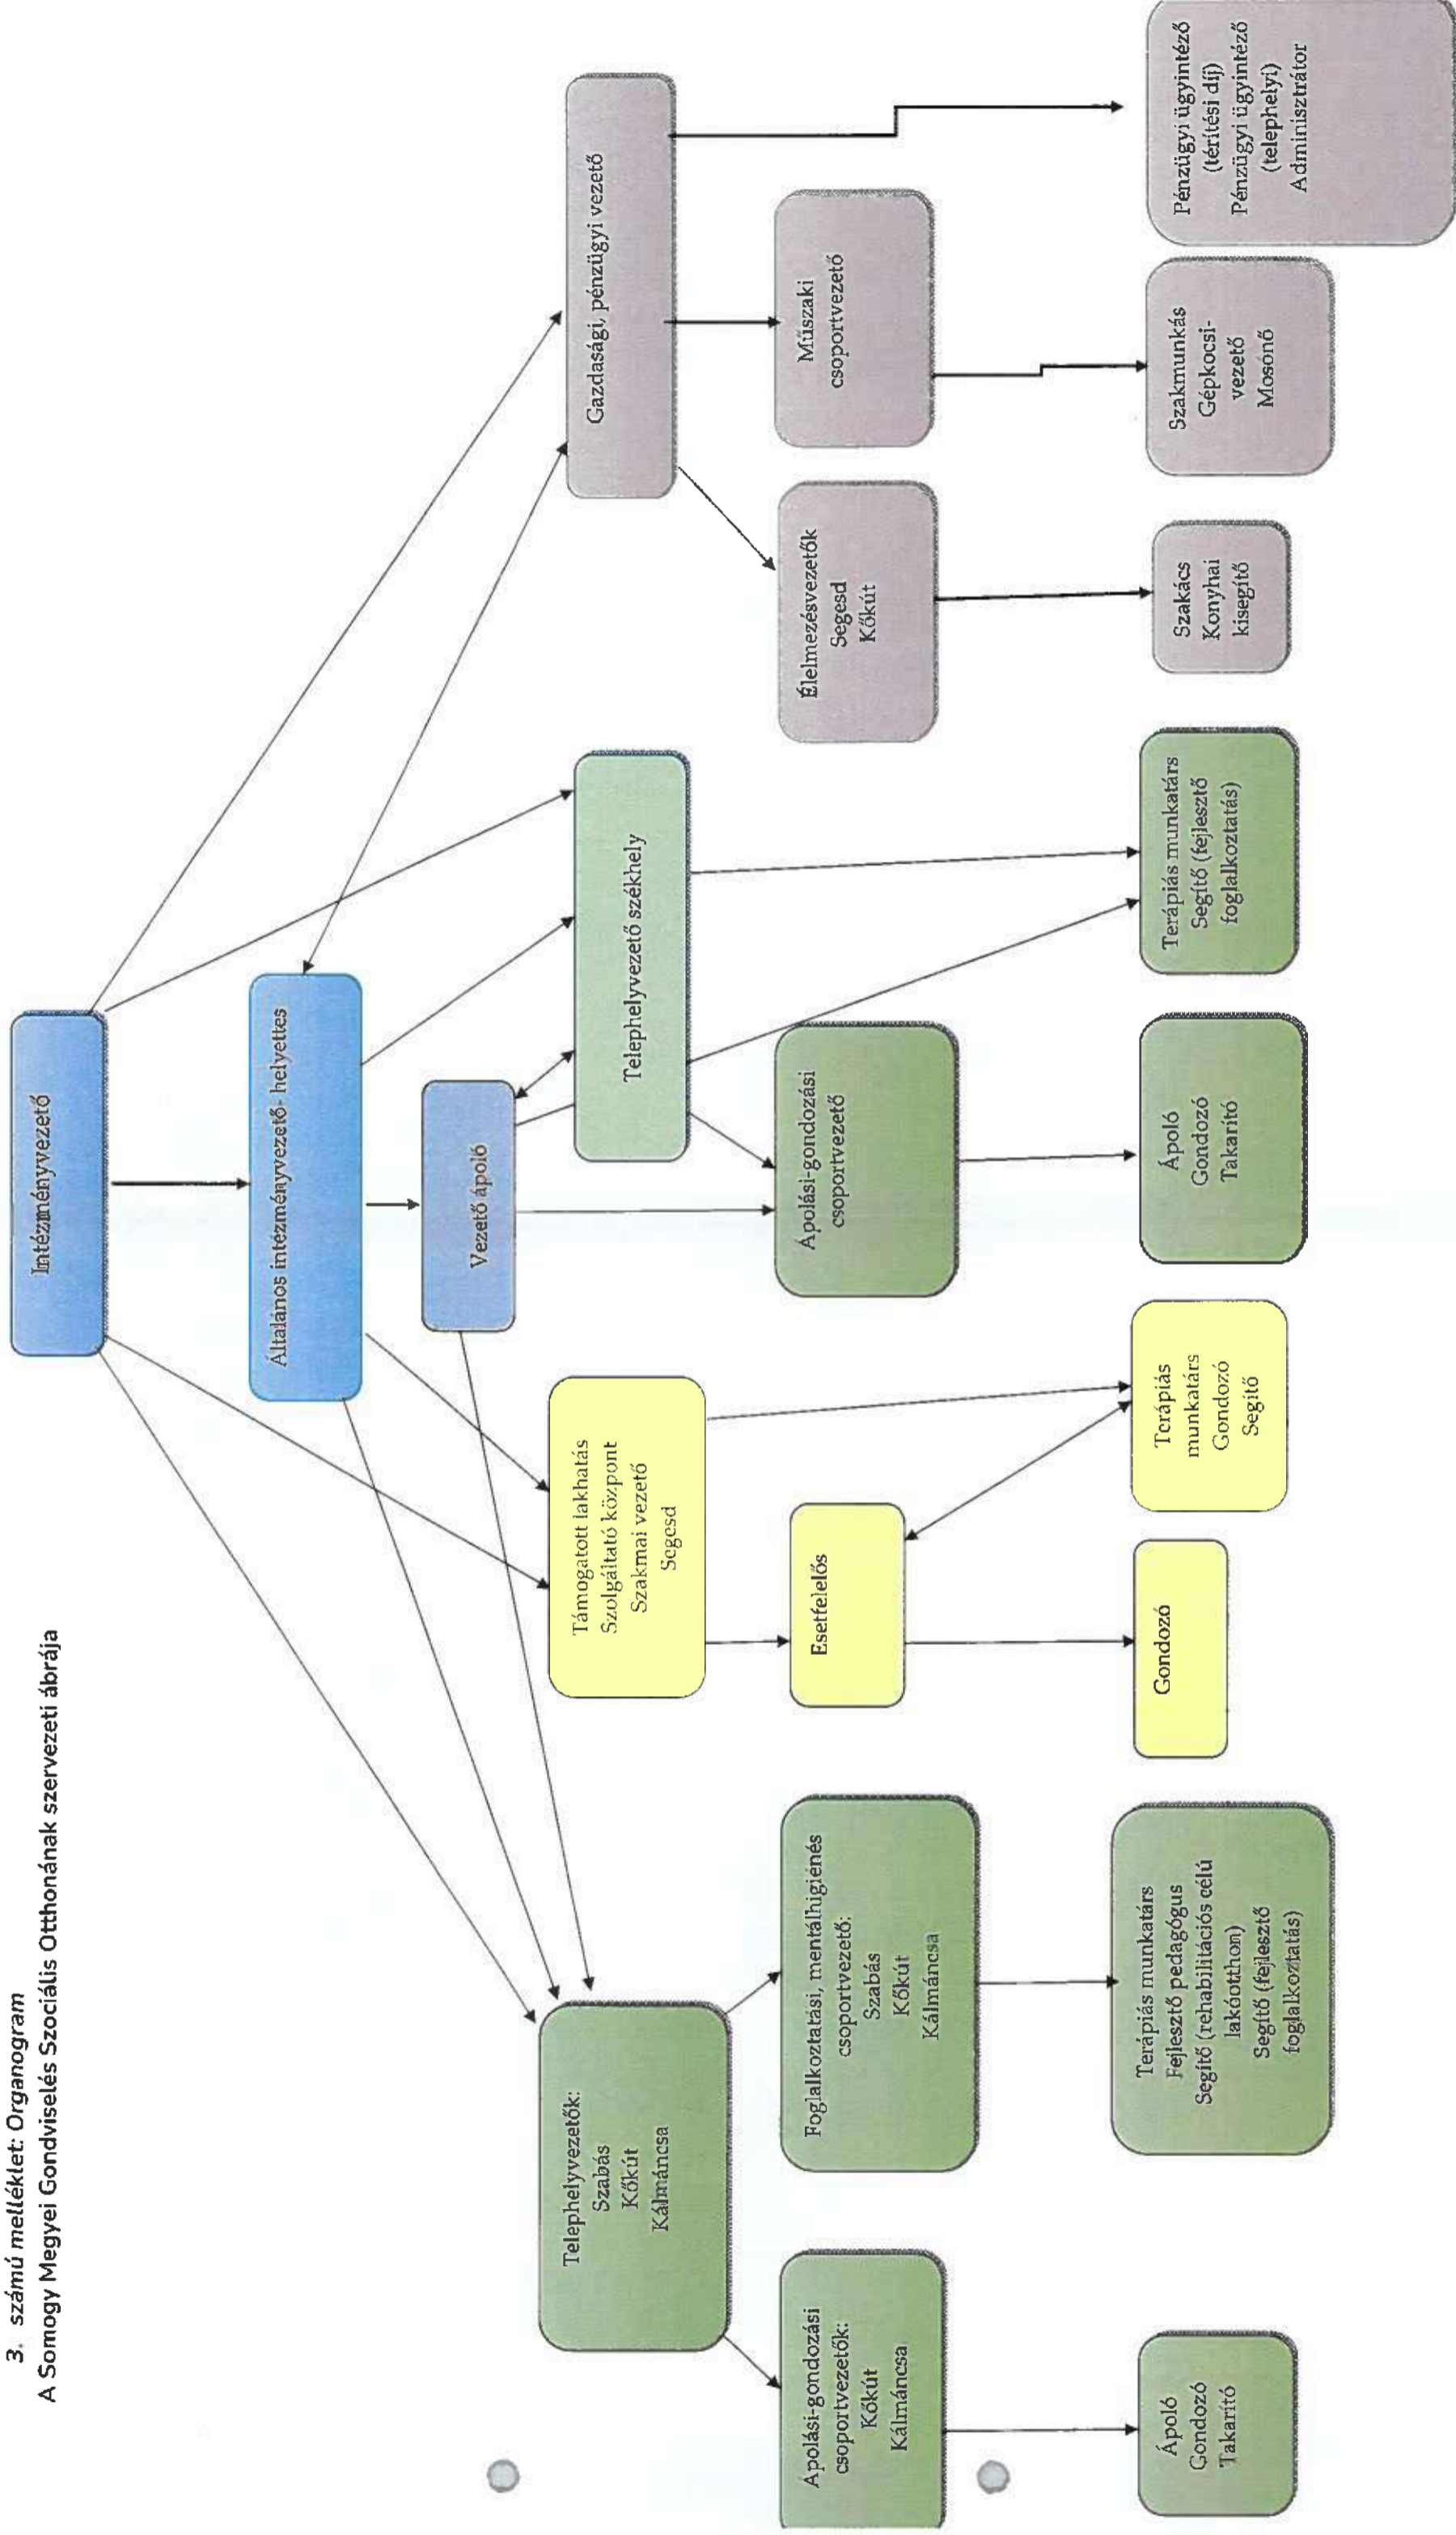 3. számú melléklet: Organogram
A Somogy Megyei Gondviselés Szociális Otthonának szervezeti ábrája
Intézményvezető
Általános intézményvezető- helyettes
Vezető ápoló
Telephelyvezetők:
Szabás
Kőkút
Kálmáncsa
Támogatott lakhatás
Szolgáltató központ
Szakmai vezető
Segesd
Telephelyvezető székhely
Gazdasági, pénzügyi vezető
Ápolási-gondozási
csoportvezetők:
Kőkút
Kálmáncsa
Foglalkoztatási, mentálhigiénés
csoportvezető:
Szabás
Kőkút
Kálmáncsa
Esetfelelős
Ápolási-gondozási
csoportvezető
Élelmezésvezetők
Segesd
Kőkút
Műszaki
csoportvezető
Ápoló
Gondozó
Takarító
Terápiás munkatárs
Fejlesztő pedagógus
Segítő (rehabilitációs célú
lakóotthon)
Segítő (fejlesztő
foglalkoztatás)
Gondozó
Terápiás
munkatárs
Gondozó
Segítő
Ápoló
Gondozó
Takarító
Terápiás munkatárs
Segítő (fejlesztő
foglalkoztatás)
Szakács
Konyhai
kisegítő
Szakmunkás
Gépkocsi-
vezető
Mosónő
Pénzügyi ügyintéző
(térítési díj)
Pénzügyi ügyintéző
(telephelyi)
Adminisztrátor